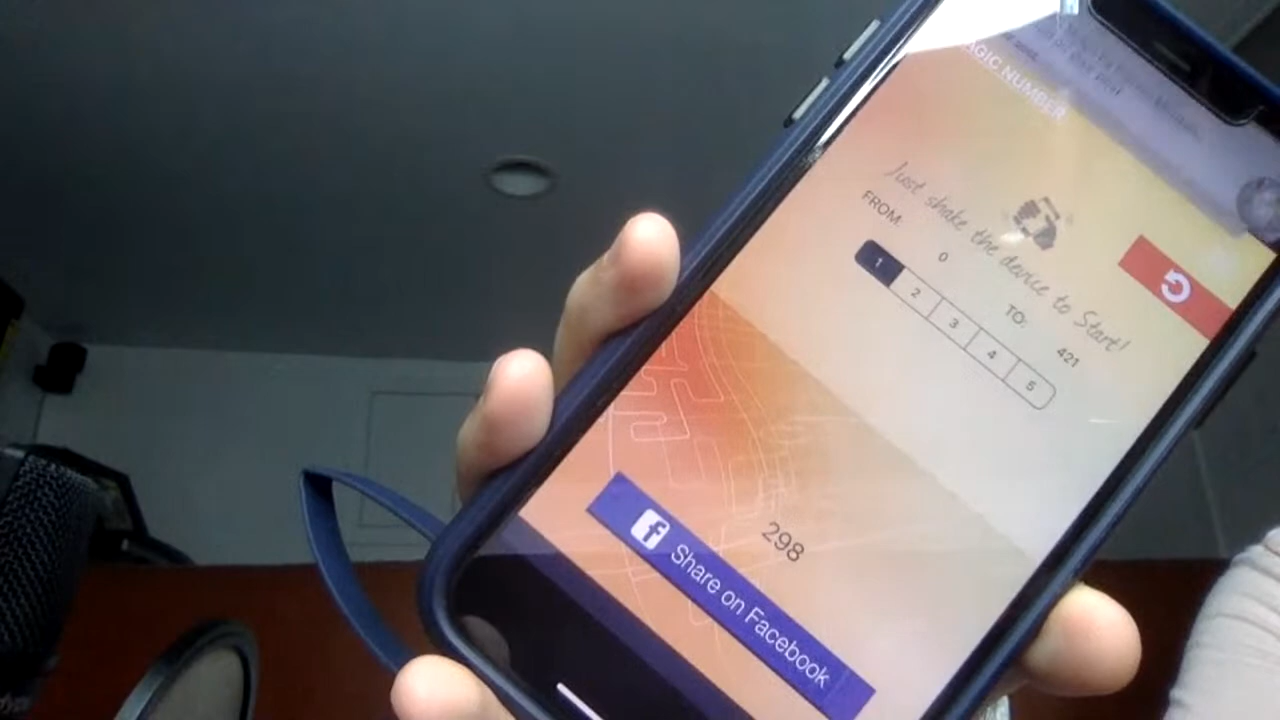 AGIC NUMBER
Just shake the device to Start!
FROM:
0
TO:
421
1 2 3 4 5
298
Share on Facebook